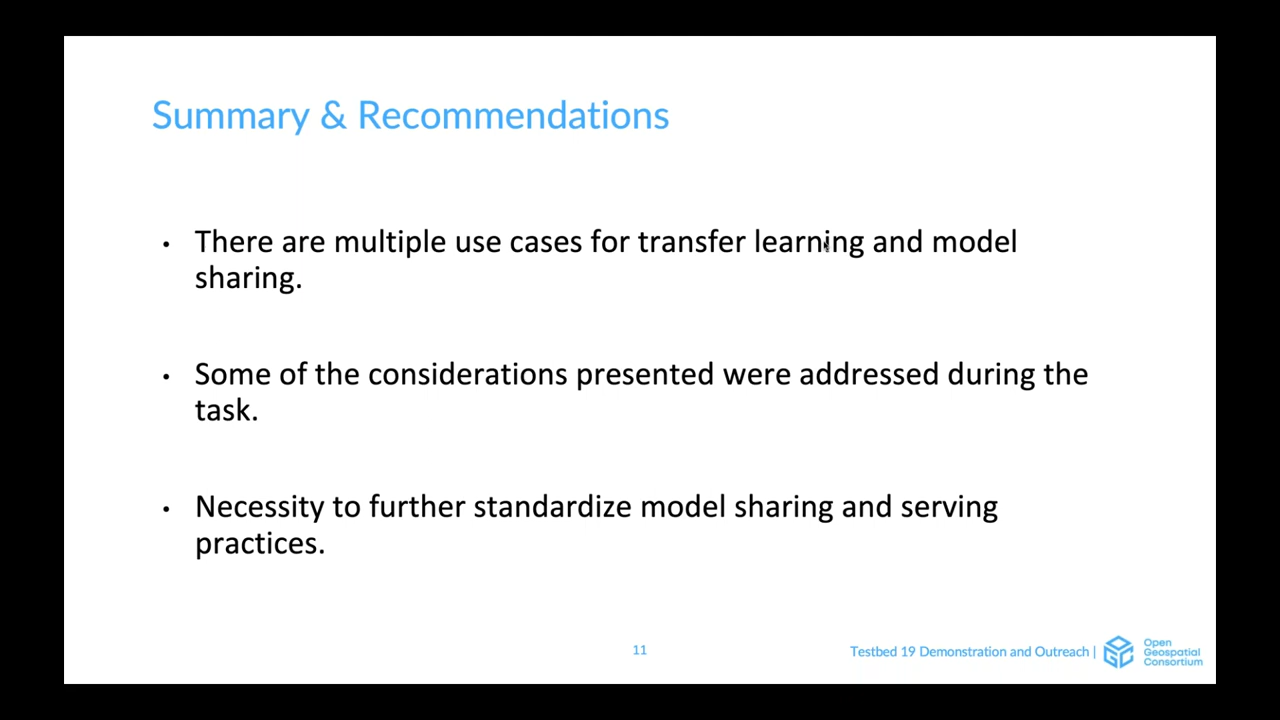 Summary & Recommendations
• There are multiple use cases for transfer learning and model
sharing.
• Some of the considerations presented were addressed during the
task.
• Necessity to further standardize model sharing and serving
practices.
11
Testbed 19 Demonstration and Outreach |
Open
Geospatial
Consortium